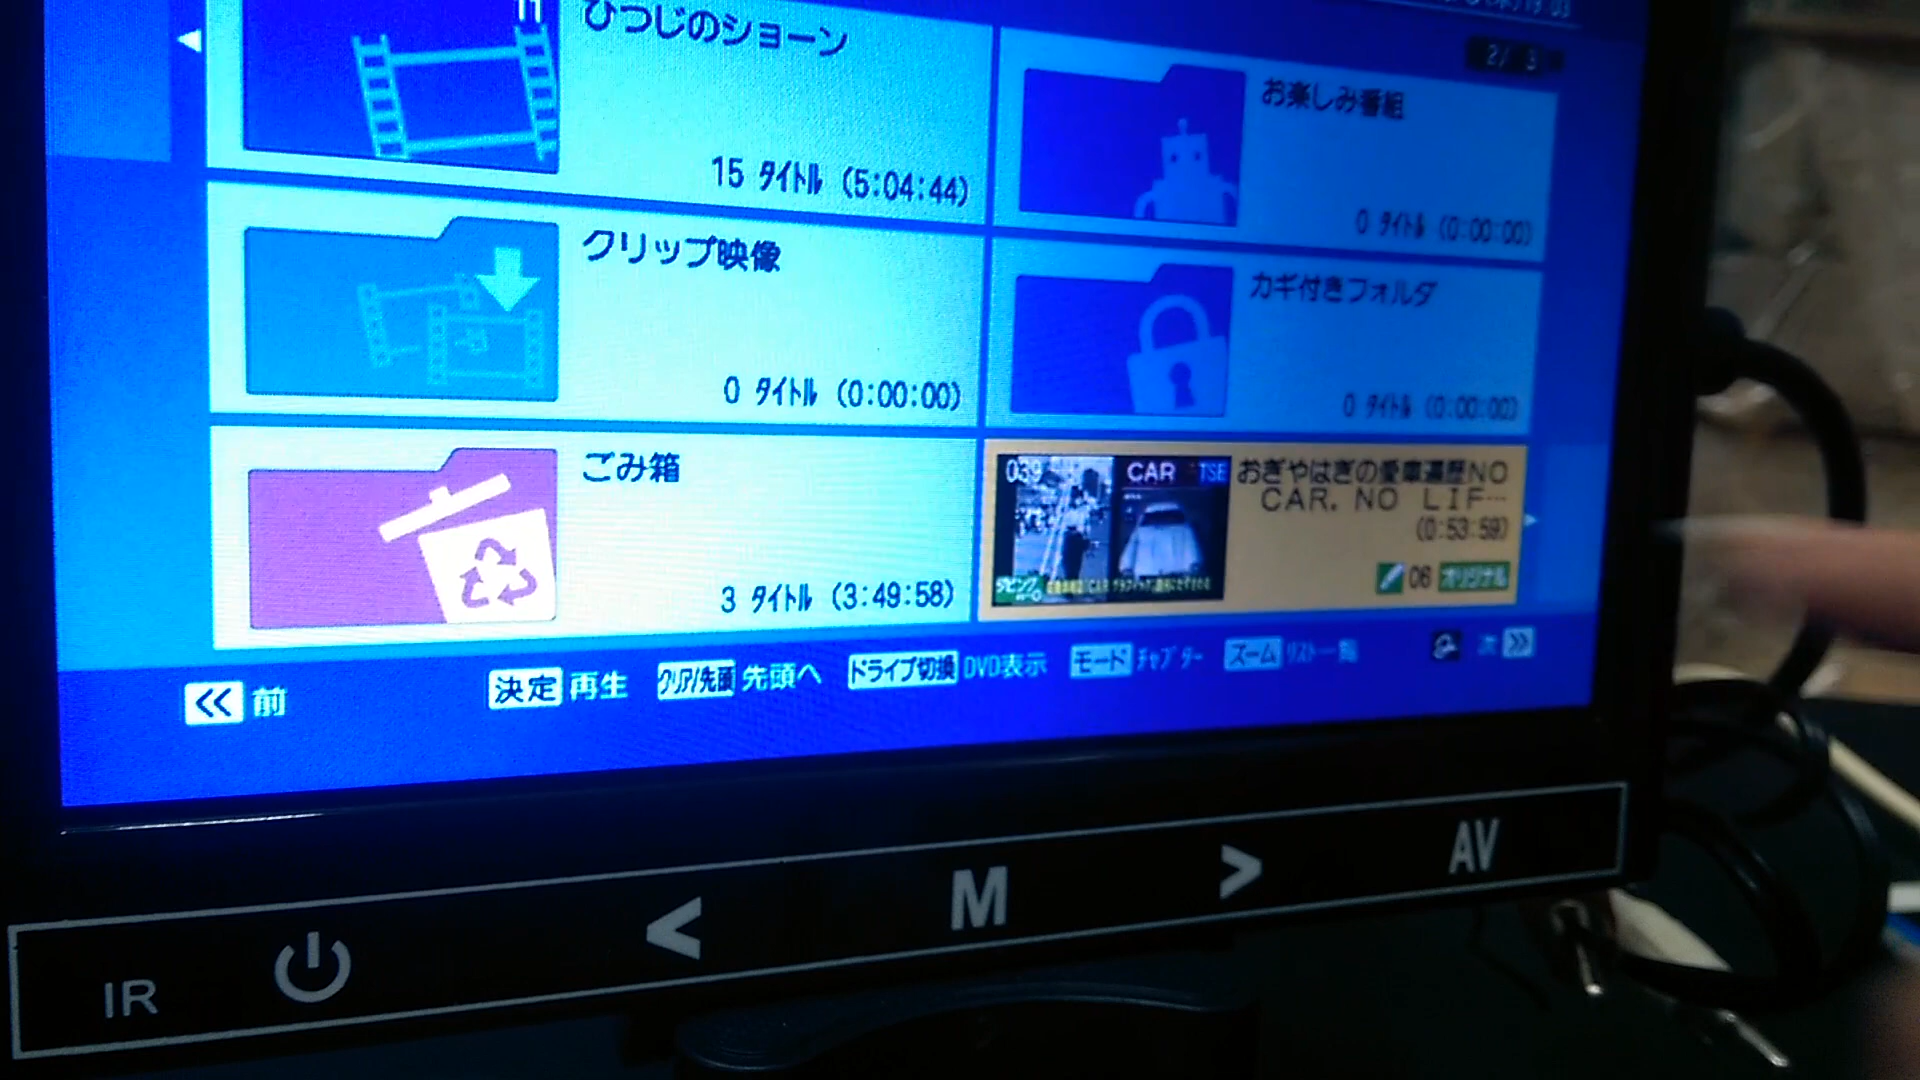 ひつじのショーン
15 タイトル (5:04:44)
2/ 3
お楽しみ番組
0 タイトル (0:00:00)
クリップ映像
0 タイトル (0:00:00)
カギ付きフォルダ
0 タイトル (0:00:00)
ごみ箱
3 タイトル (3:49:58)
039
CAR
おぎやはぎの愛車遍歴NO
CAR, NO LIF…
(0:53:59)
06 オリジナル
≪ 前
決定 再生
クリア/先頭 先頭へ
ドライブ切換 DVD表示
モード チャプター
ズーム リスト一覧
次 ≫
IR
<
M
>
AV